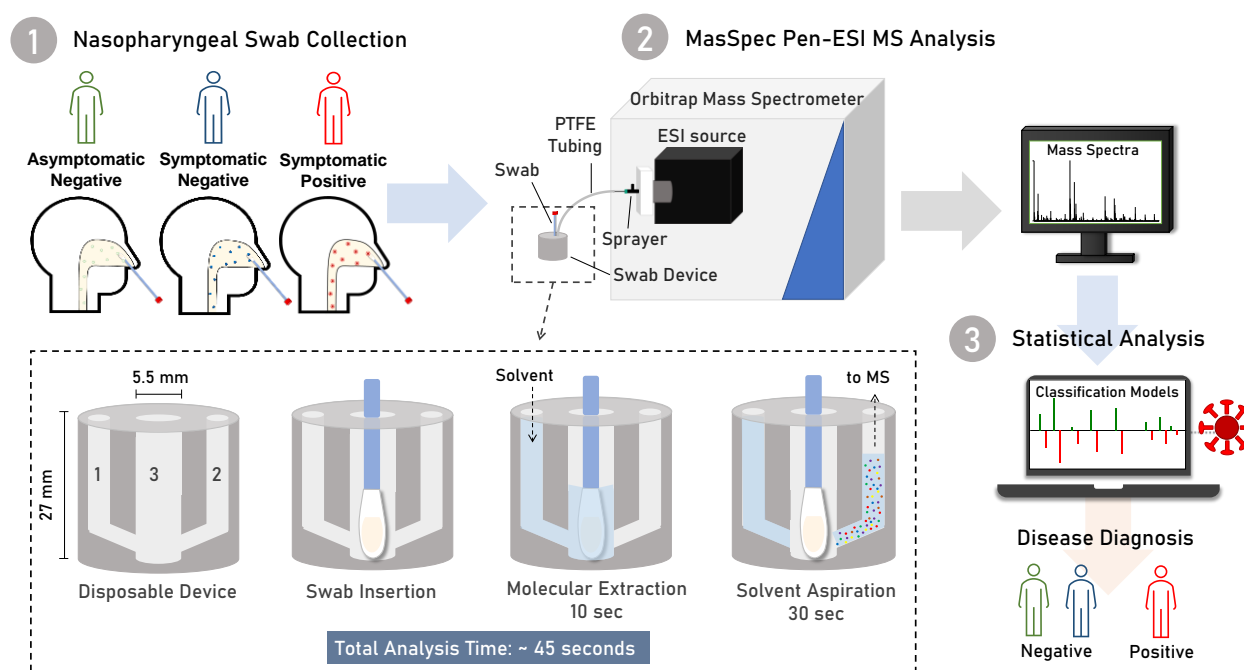 1
Nasopharyngeal Swab Collection
Asymptomatic
Negative
Symptomatic
Negative
Symptomatic
Positive
2
MasSpec Pen-ESI MS Analysis
Orbitrap Mass Spectrometer
ESI source
PTFE
Tubing
Swab
Sprayer
Swab Device
Mass Spectra
3
Statistical Analysis
Classification Models
Disease Diagnosis
Negative
Positive
5.5 mm
27 mm
1
3
2
Disposable Device
Swab Insertion
Solvent
Molecular Extraction
10 sec
to MS
Solvent Aspiration
30 sec
Total Analysis Time: ~ 45 seconds